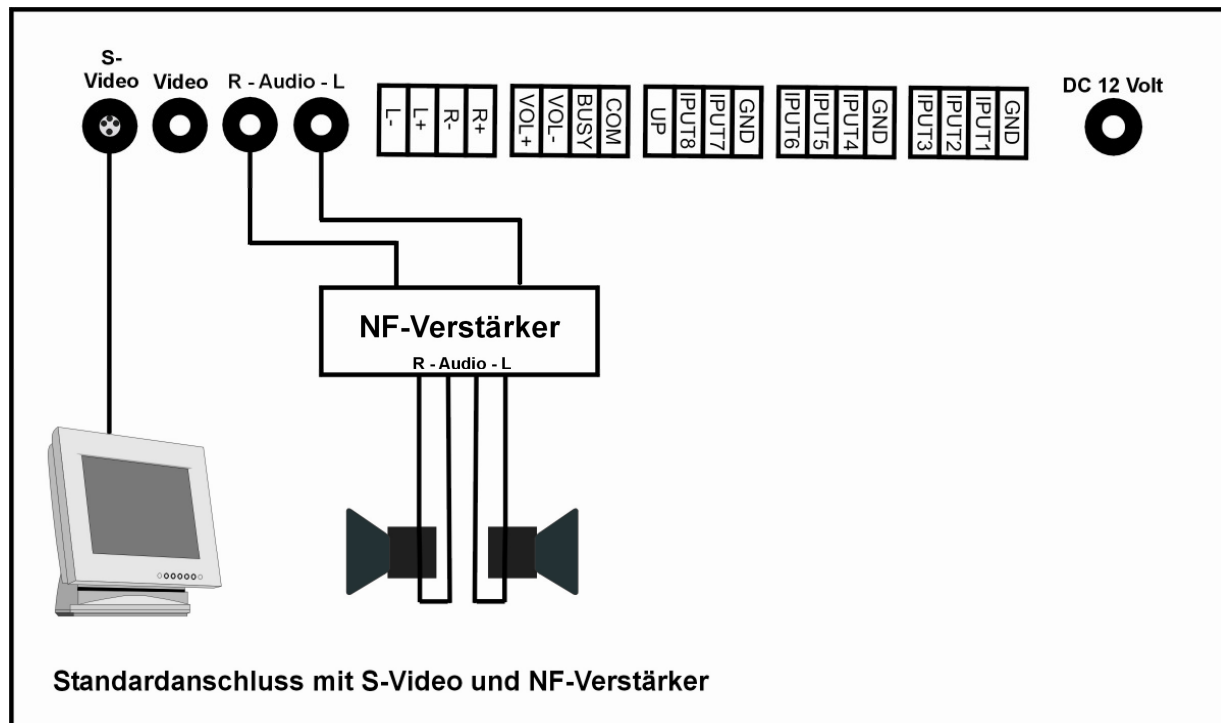 S-
Video Video R - Audio - L
DC 12 Volt
L- L+ R- R+
VOL+ VOL- BUSY COM
UP IPUT8 IPUT7 GND
IPUT6 IPUT5 IPUT4 GND
IPUT3 IPUT2 IPUT1 GND
NF-Verstärker
R - Audio - L
Standardanschluss mit S-Video und NF-Verstärker